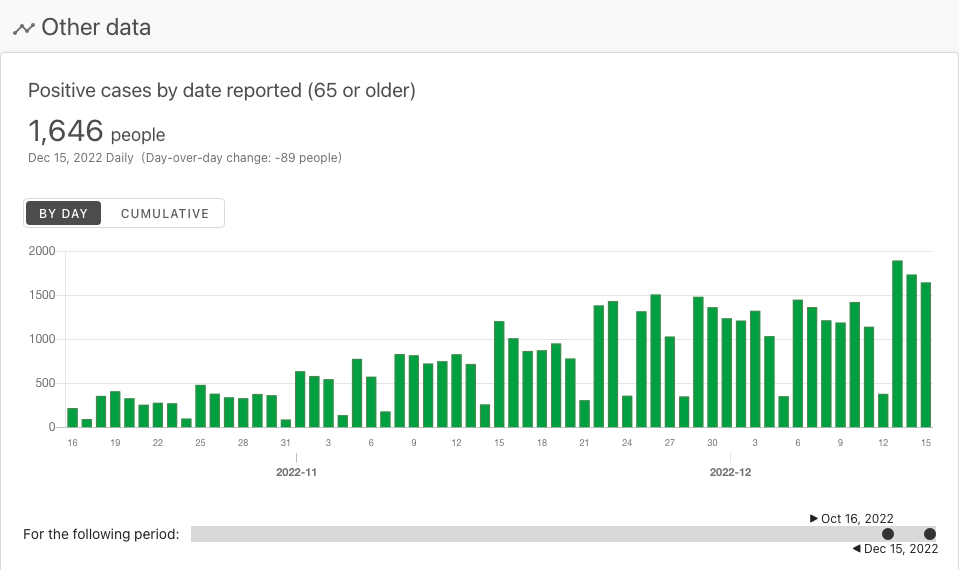 Other data
Positive cases by date reported (65 or older)
1,646 people
Dec 15, 2022 Daily (Day-over-day change: -89 people)
BY DAY CUMULATIVE
2000
1500
1000
500
0
16 19 22 25 28 31 3 6 9 12 15 18 21 24 27 30 3 6 9 12 15
2022-11 2022-12
▶ Oct 16, 2022
For the following period:
◀ Dec 15, 2022